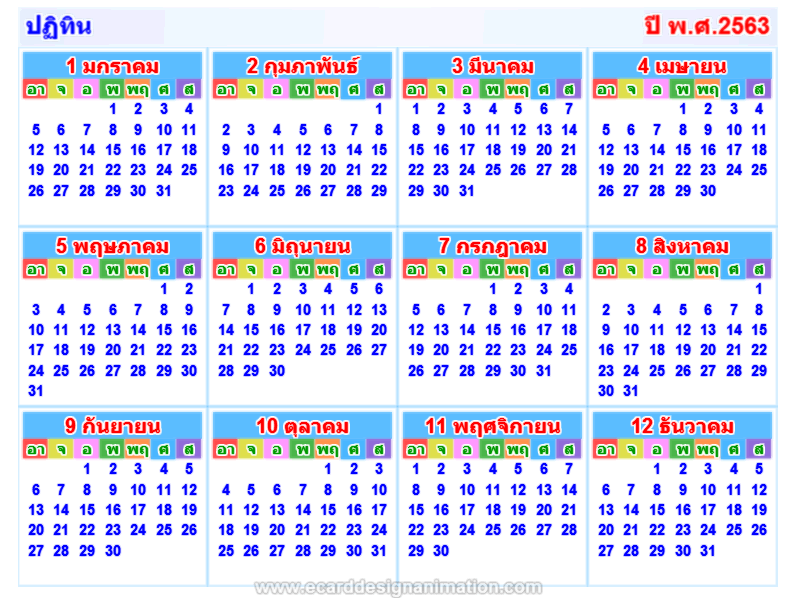 ปฏิทิน ปี พ.ศ.2563
1 มกราคม
อา จ อ พ พฤ ศ ส
1 2 3 4
5 6 7 8 9 10 11
12 13 14 15 16 17 18
19 20 21 22 23 24 25
26 27 28 29 30 31
2 กุมภาพันธ์
อา จ อ พ พฤ ศ ส
1
2 3 4 5 6 7 8
9 10 11 12 13 14 15
16 17 18 19 20 21 22
23 24 25 26 27 28 29
3 มีนาคม
อา จ อ พ พฤ ศ ส
1 2 3 4 5 6 7
8 9 10 11 12 13 14
15 16 17 18 19 20 21
22 23 24 25 26 27 28
29 30 31
4 เมษายน
อา จ อ พ พฤ ศ ส
1 2 3 4
5 6 7 8 9 10 11
12 13 14 15 16 17 18
19 20 21 22 23 24 25
26 27 28 29 30
5 พฤษภาคม
อา จ อ พ พฤ ศ ส
1 2
3 4 5 6 7 8 9
10 11 12 13 14 15 16
17 18 19 20 21 22 23
24 25 26 27 28 29 30
31
6 มิถุนายน
อา จ อ พ พฤ ศ ส
1 2 3 4 5 6
7 8 9 10 11 12 13
14 15 16 17 18 19 20
21 22 23 24 25 26 27
28 29 30
7 กรกฎาคม
อา จ อ พ พฤ ศ ส
1 2 3 4
5 6 7 8 9 10 11
12 13 14 15 16 17 18
19 20 21 22 23 24 25
26 27 28 29 30 31
8 สิงหาคม
อา จ อ พ พฤ ศ ส
1
2 3 4 5 6 7 8
9 10 11 12 13 14 15
16 17 18 19 20 21 22
23 24 25 26 27 28 29
30 31
9 กันยายน
อา จ อ พ พฤ ศ ส
1 2 3 4 5
6 7 8 9 10 11 12
13 14 15 16 17 18 19
20 21 22 23 24 25 26
27 28 29 30
10 ตุลาคม
อา จ อ พ พฤ ศ ส
1 2 3
4 5 6 7 8 9 10
11 12 13 14 15 16 17
18 19 20 21 22 23 24
25 26 27 28 29 30 31
11 พฤศจิกายน
อา จ อ พ พฤ ศ ส
1 2 3 4 5 6 7
8 9 10 11 12 13 14
15 16 17 18 19 20 21
22 23 24 25 26 27 28
29 30
12 ธันวาคม
อา จ อ พ พฤ ศ ส
1 2 3 4 5
6 7 8 9 10 11 12
13 14 15 16 17 18 19
20 21 22 23 24 25 26
27 28 29 30 31
www.ecarddesignanimation.com